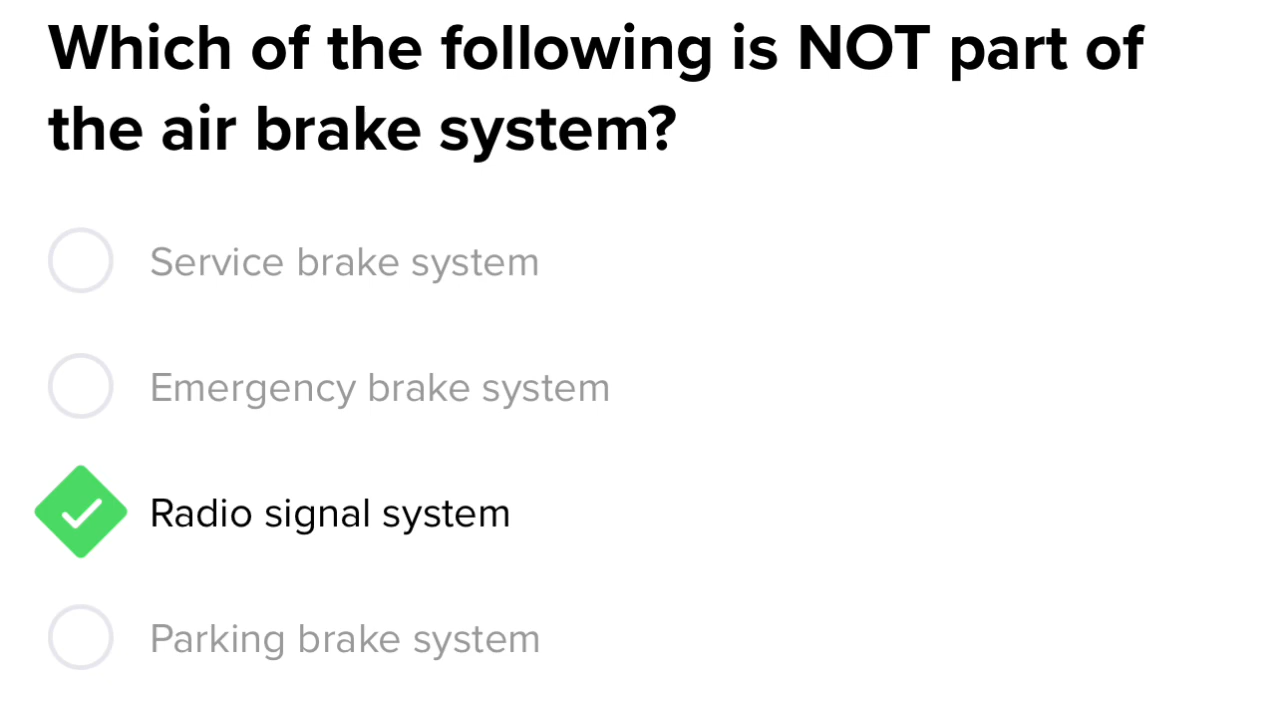 Which of the following is NOT part of
the air brake system?
Service brake system
Emergency brake system
Radio signal system
Parking brake system